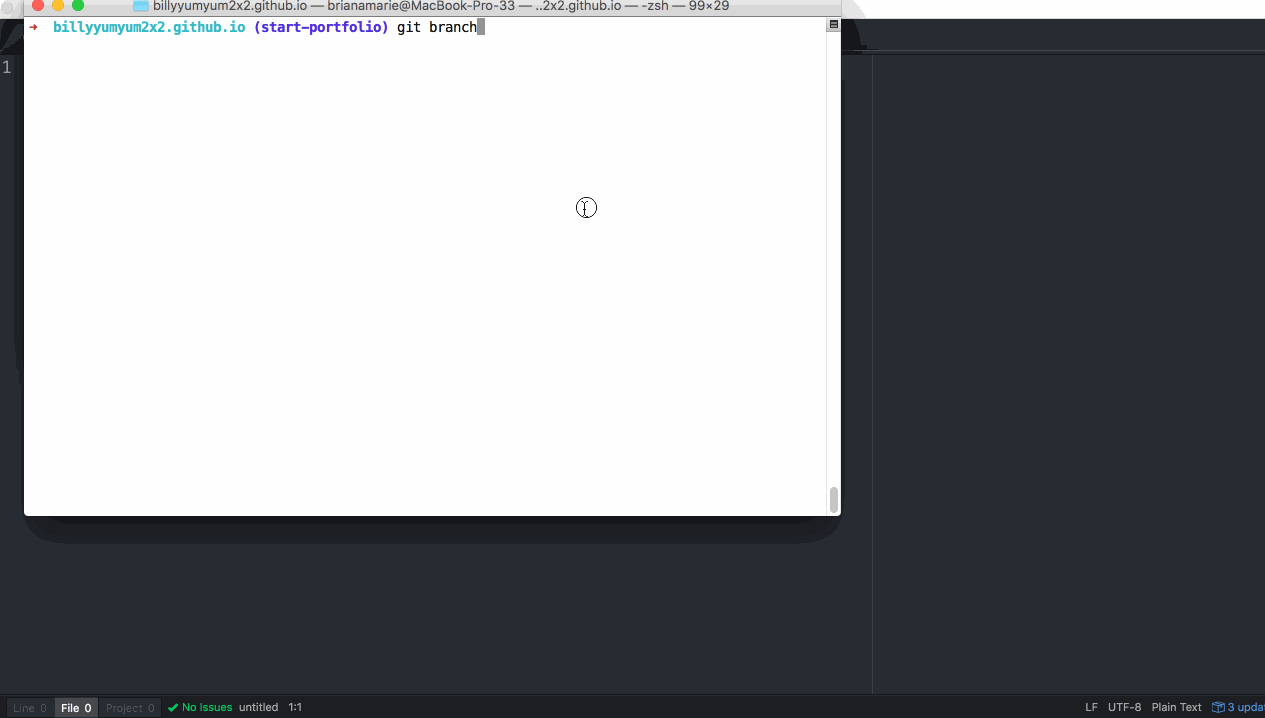 billyyumyum2x2.github.io — brianamarie@MacBook-Pro-33 — ..2x2.github.io — -zsh — 99×29
➜ billyyumyum2x2.github.io (start-portfolio) git branch
1
Line 0 File 0 Project 0 ✔ No Issues untitled 1:1 LF UTF-8 Plain Text 3 updat